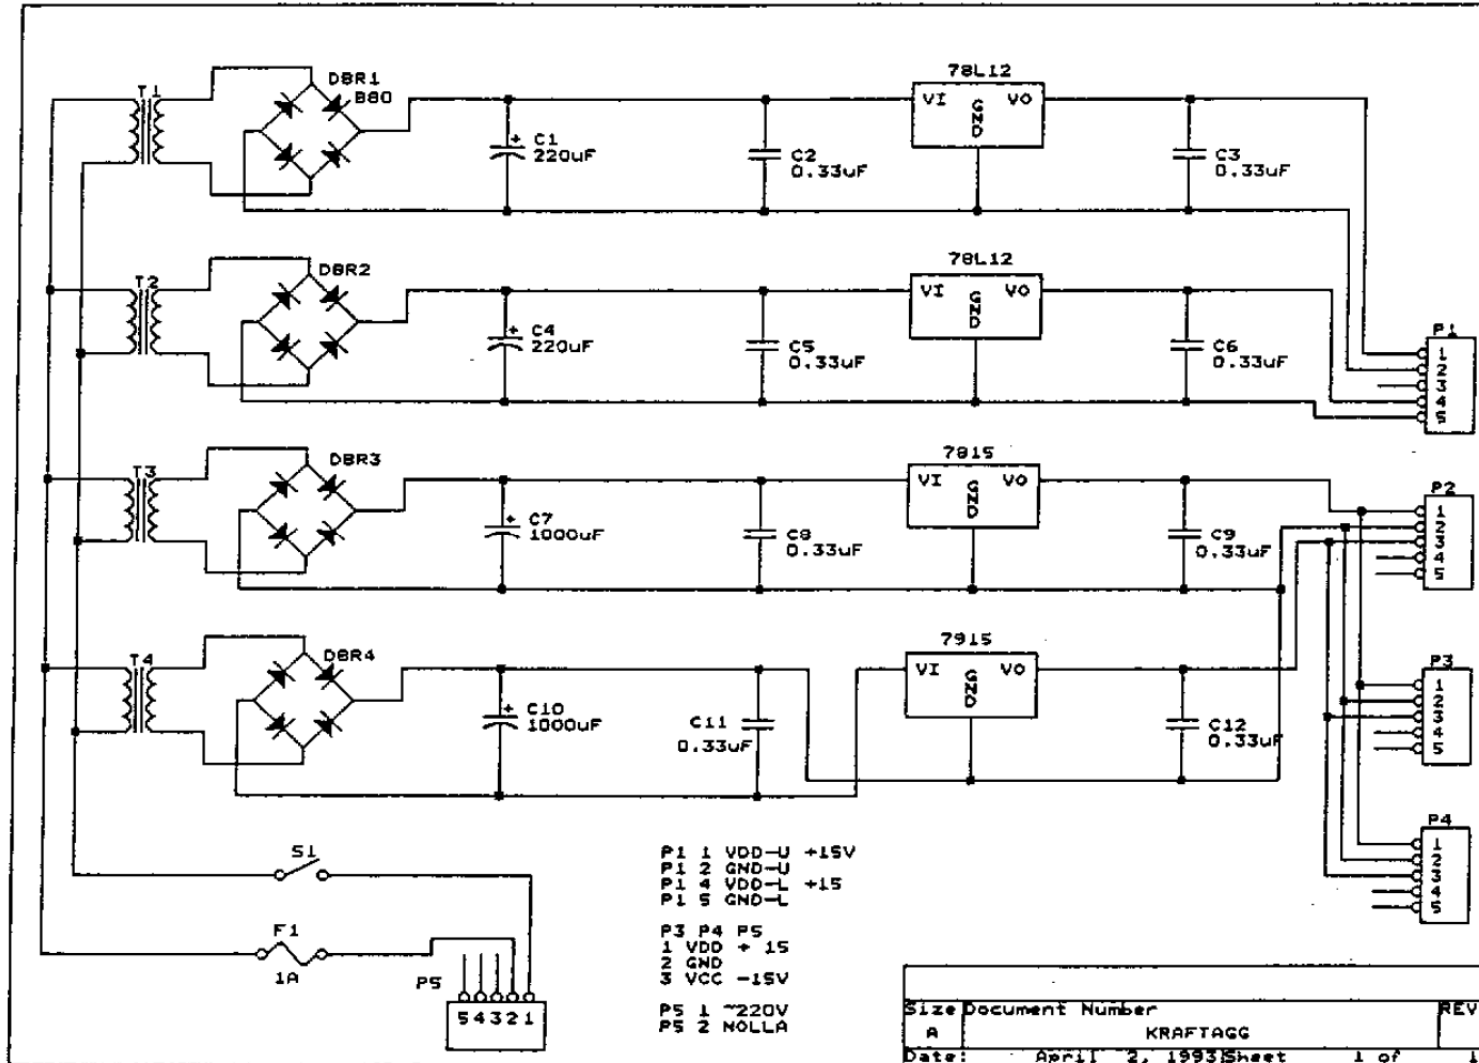 T1
DBR1
B80
78L12
VI
GND
VO
+ C1
220uF
C2
0.33uF
C3
0.33uF
T2
DBR2
78L12
VI
GND
VO
+ C4
220uF
C5
0.33uF
C6
0.33uF
P1
1
2
3
4
5
T3
DBR3
7815
VI
GND
VO
+ C7
1000uF
C8
0.33uF
C9
0.33uF
P2
1
2
3
4
5
T4
DBR4
7915
VI
GND
VO
+ C10
1000uF
C11
0.33uF
C12
0.33uF
P3
1
2
3
4
5
P4
1
2
3
4
5
S1
F1
1A
P5
54321
P1 1 VDD-U +15V
P1 2 GND-U
P1 4 VDD-L +15
P1 5 GND-L
P3 P4 P5
1 VDD + 15
2 GND
3 VCC -15V
P5 1 ~220V
P5 2 NOLLA
Size Document Number REV
A KRAFTAGG
Date: April 2, 1993 Sheet 1 of 1